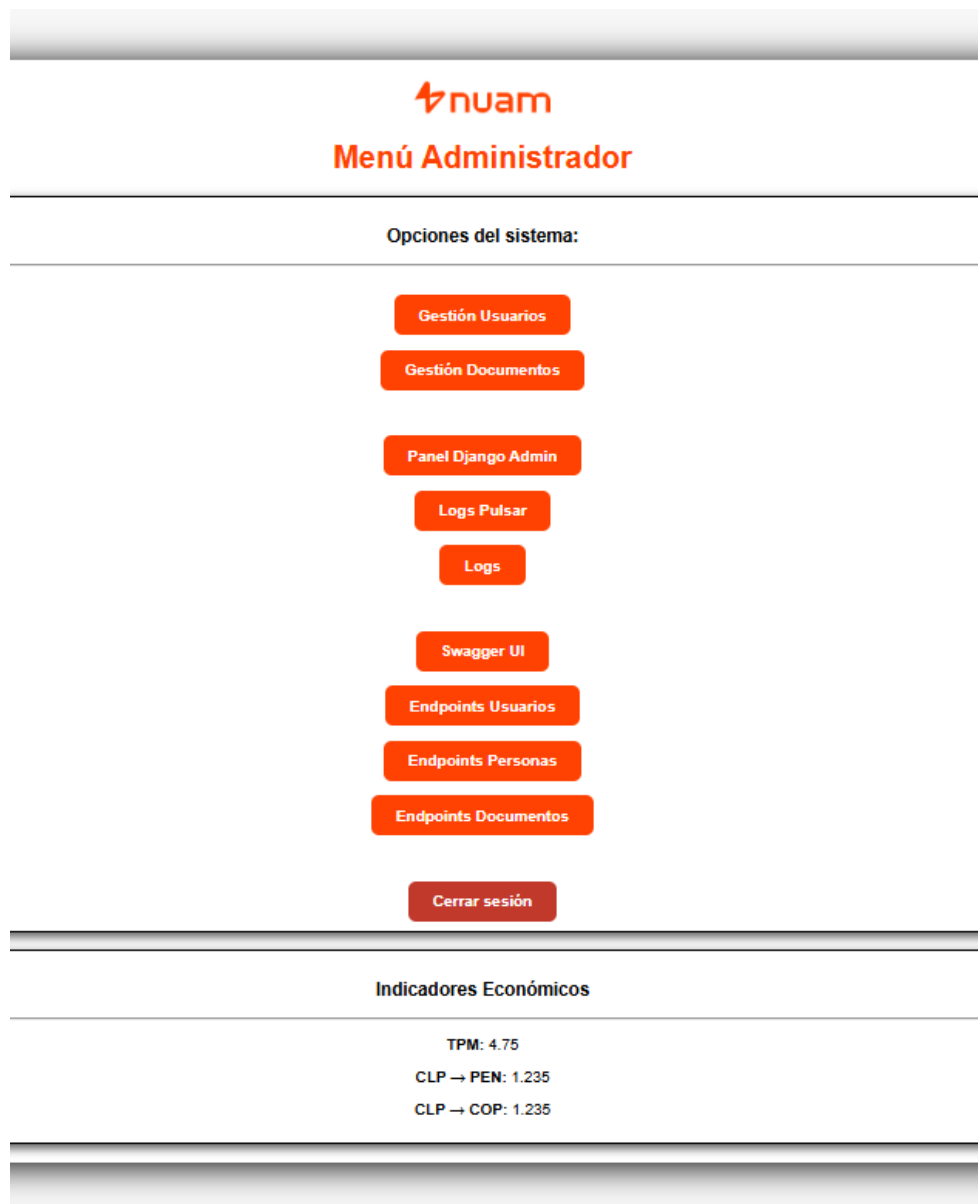 nuam
Menú Administrador
Opciones del sistema:
Gestión Usuarios
Gestión Documentos
Panel Django Admin
Logs Pulsar
Logs
Swagger UI
Endpoints Usuarios
Endpoints Personas
Endpoints Documentos
Cerrar sesión
Indicadores Económicos
TPM: 4.75
CLP → PEN: 1.235
CLP → COP: 1.235